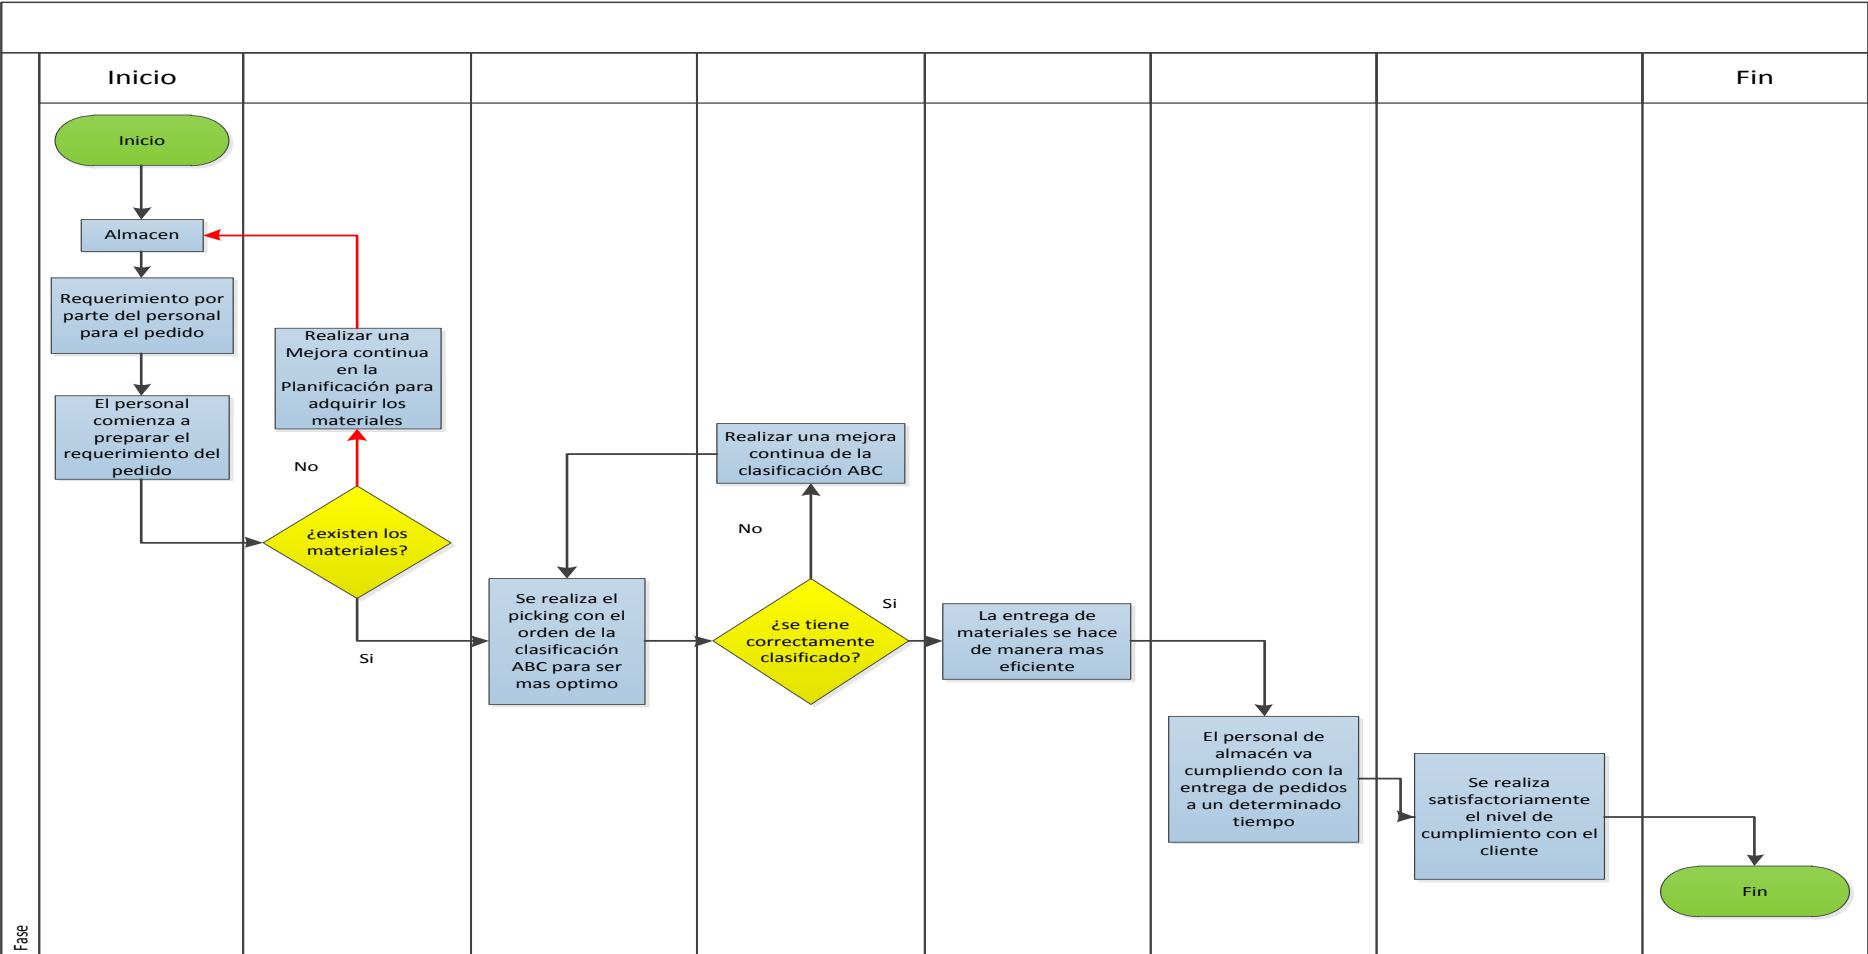 Inicio
Fin
Inicio
Almacen
Requerimiento por
parte del personal
para el pedido
El personal
comienza a
preparar el
requerimiento del
pedido
Realizar una
Mejora continua
en la
Planificación para
adquirir los
materiales
No
¿existen los
materiales?
Si
Se realiza el
picking con el
orden de la
clasificación
ABC para ser
mas optimo
Realizar una mejora
continua de la
clasificación ABC
No
¿se tiene
correctamente
clasificado?
Si
La entrega de
materiales se hace
de manera mas
eficiente
El personal de
almacén va
cumpliendo con la
entrega de pedidos
a un determinado
tiempo
Se realiza
satisfactoriamente
el nivel de
cumplimiento con el
cliente
Fin
Fase